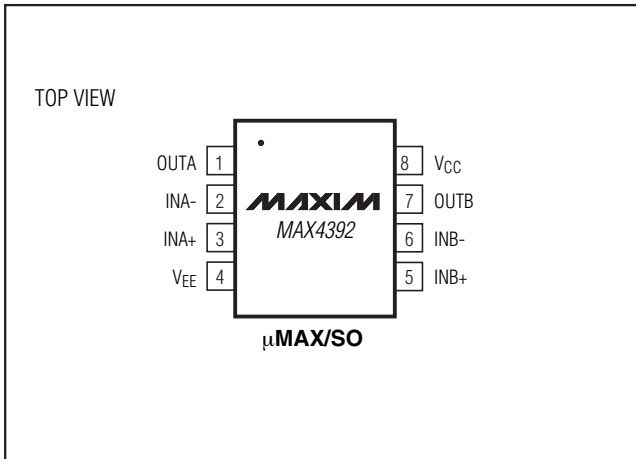 TOP VIEW
OUTA 1
INA- 2
INA+ 3
VEE 4
MAXIM
MAX4392
8 VCC
7 OUTB
6 INB-
5 INB+
µMAX/SO